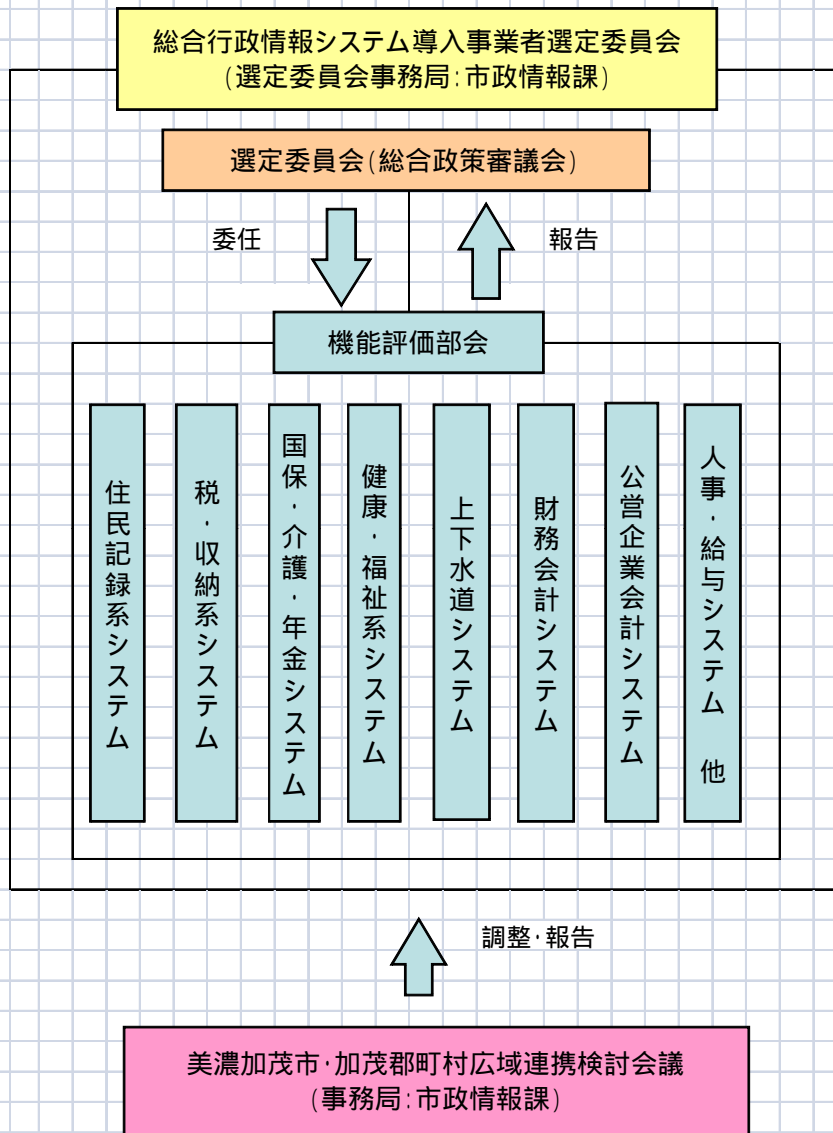 総合行政情報システム導入事業者選定委員会
(選定委員会事務局:市政情報課)
選定委員会(総合政策審議会)
委任
報告
機能評価部会
住民記録系システム
税・収納系システム
国保・介護・年金システム
健康・福祉系システム
上下水道システム
財務会計システム
公営企業会計システム
人事・給与システム 他
調整・報告
美濃加茂市・加茂郡町村広域連携検討会議
(事務局:市政情報課)